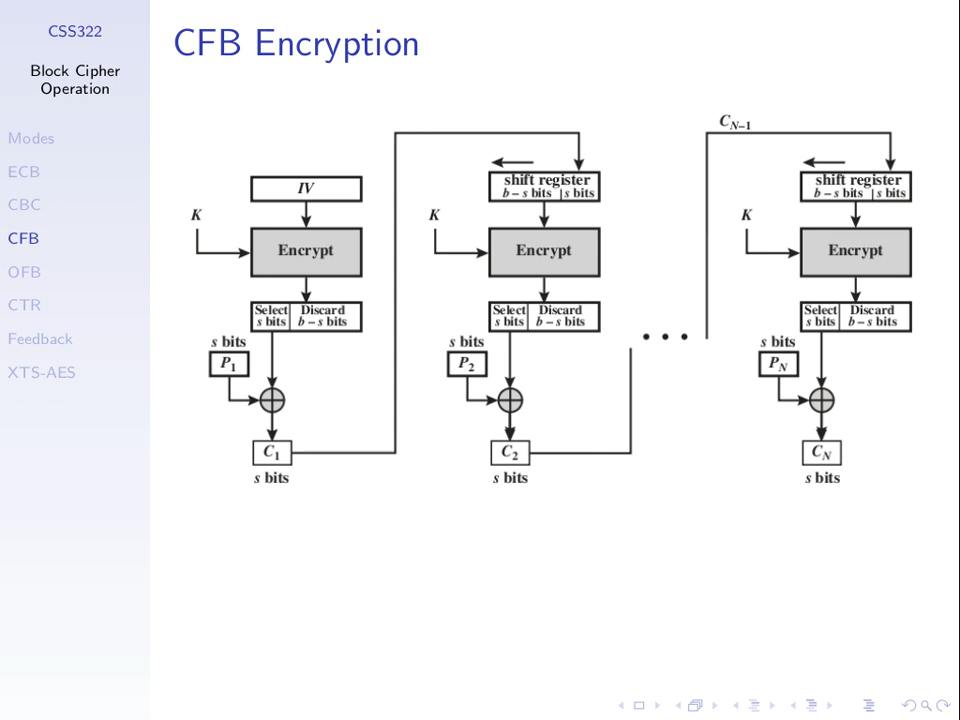 CSS322
Block Cipher
Operation
Modes
ECB
CBC
CFB
OFB
CTR
Feedback
XTS-AES
CFB Encryption
C_{N–1}
IV
shift register
b – s bits | s bits
shift register
b – s bits | s bits
K
K
K
Encrypt
Encrypt
Encrypt
Select
s bits
Discard
b – s bits
Select
s bits
Discard
b – s bits
Select
s bits
Discard
b – s bits
s bits
P₁
s bits
P₂
• • •
s bits
P_N
C₁
s bits
C₂
s bits
C_N
s bits